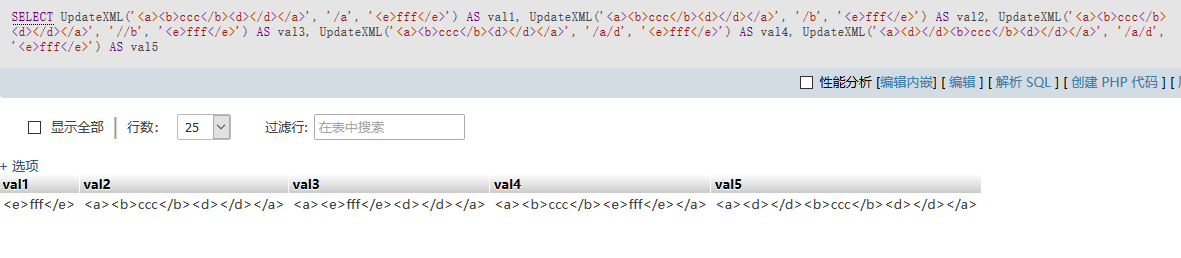 SELECT UpdateXML('<a><b>ccc</b><d></d></a>', '/a', '<e>fff</e>') AS val1, UpdateXML('<a><b>ccc</b><d></d></a>', '/b', '<e>fff</e>') AS val2, UpdateXML('<a><b>ccc</b>
<d></d></a>', '//b', '<e>fff</e>') AS val3, UpdateXML('<a><b>ccc</b><d></d></a>', '/a/d', '<e>fff</e>') AS val4, UpdateXML('<a><d></d><b>ccc</b><d></d></a>', '/a/d',
'<e>fff</e>') AS val5
性能分析 [编辑内嵌] [ 编辑 ] [ 解析 SQL ] [ 创建 PHP 代码 ] [
显示全部 行数: 25 过滤行: 在表中搜索
+ 选项
val1 val2 val3 val4 val5
<e>fff</e> <a><b>ccc</b><d></d></a> <a><e>fff</e><d></d></a> <a><b>ccc</b><e>fff</e></a> <a><d></d><b>ccc</b><d></d></a>